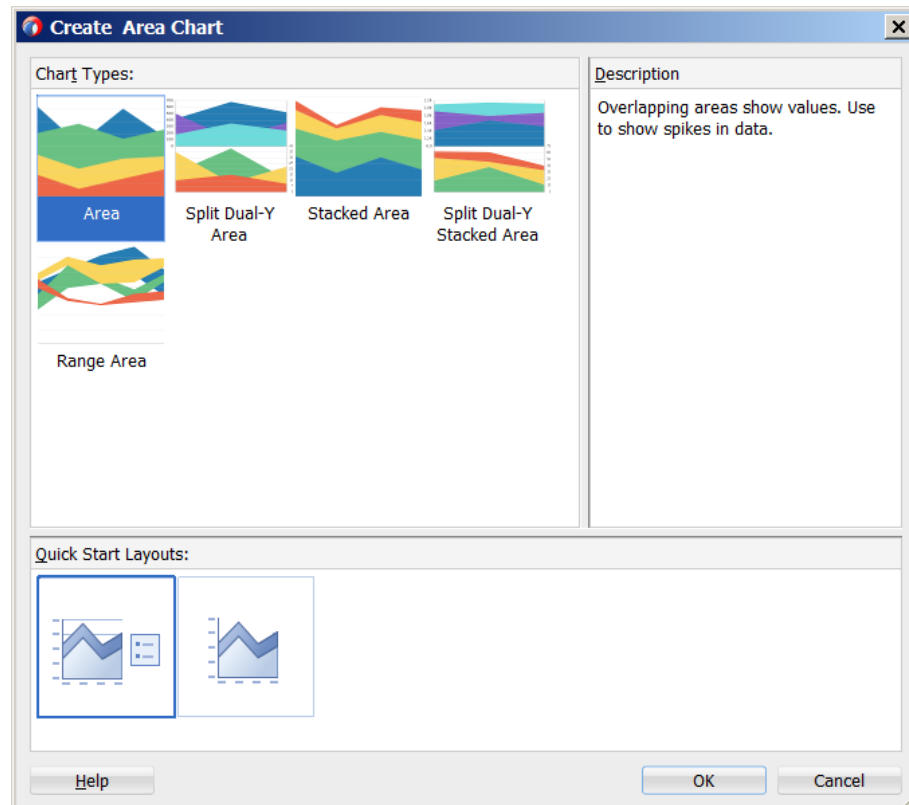 Create Area Chart
Chart Types:
Description
Overlapping areas show values. Use
to show spikes in data.
Area
Split Dual-Y
Area
Stacked Area
Split Dual-Y
Stacked Area
Range Area
Quick Start Layouts:
Help
OK
Cancel